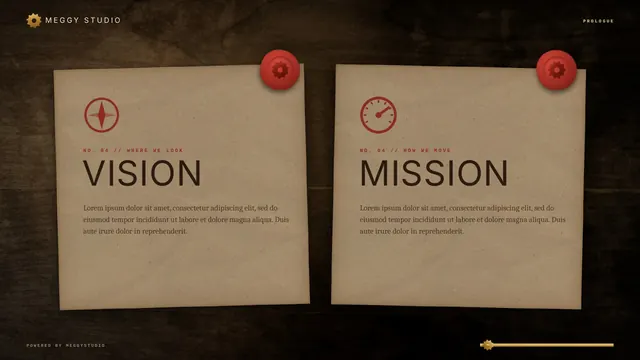 MEGGY STUDIO
PROLOGUE
NO. 03 // WHERE WE LOOK
VISION
Lorem ipsum dolor sit amet, consectetur adipiscing elit, sed do
eiusmod tempor incididunt ut labore et dolore magna aliqua. Duis
aute irure dolor in reprehenderit.
NO. 04 // HOW WE MOVE
MISSION
Lorem ipsum dolor sit amet, consectetur adipiscing elit, sed do
eiusmod tempor incididunt ut labore et dolore magna aliqua. Duis
aute irure dolor in reprehenderit.
POWERED BY MEGGYSTUDIO